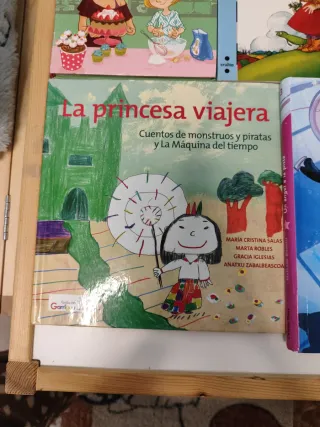 La princesa viajera
Cuentos de monstruos y piratas
y La Máquina del tiempo
MARÍA CRISTINA SALAS
MARTA ROBLES
GRACIA IGLESIAS
ANATXU ZABALBEASCOA